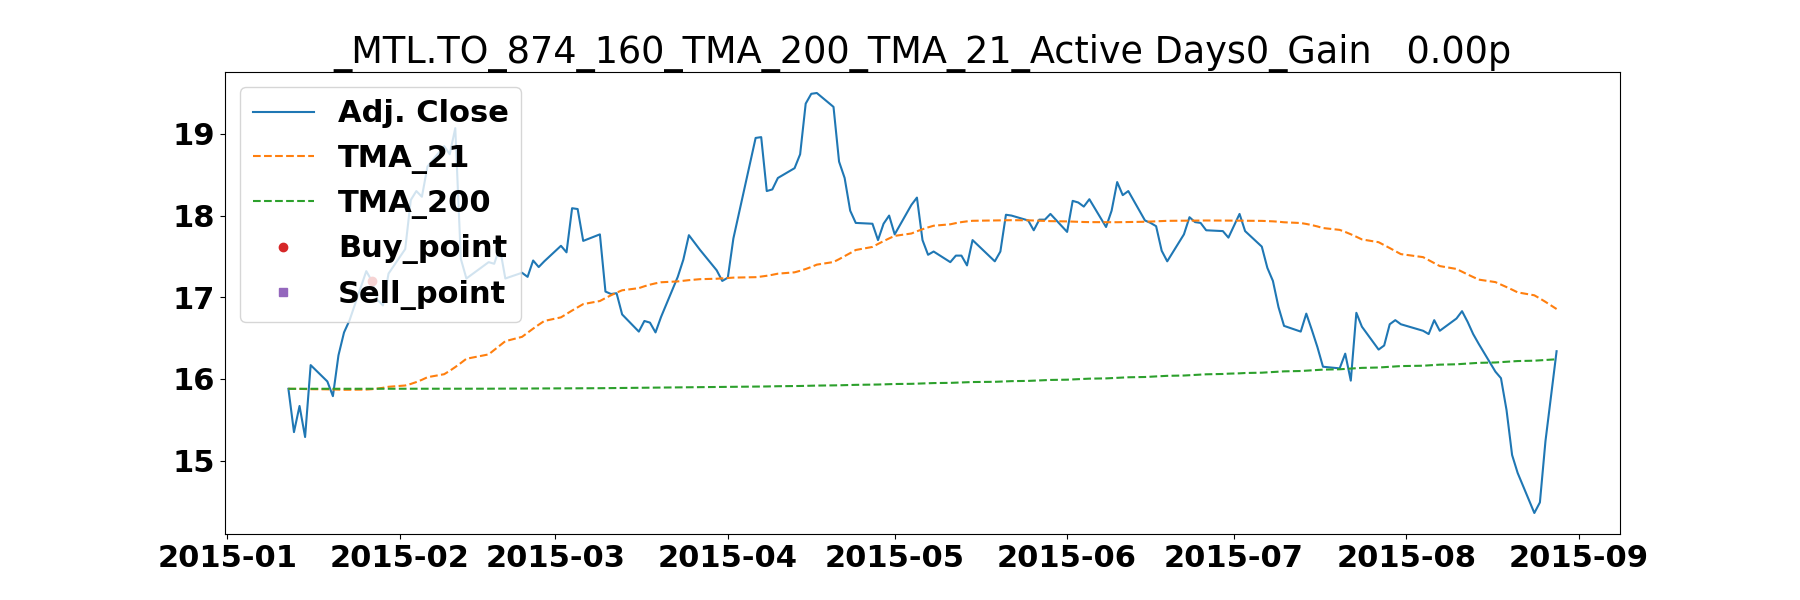 _MTL.TO_874_160_TMA_200_TMA_21_Active Days0_Gain   0.00p
Adj. Close
TMA_21
TMA_200
Buy_point
Sell_point
19
18
17
16
15
2015-01 2015-02 2015-03 2015-04 2015-05 2015-06 2015-07 2015-08 2015-09